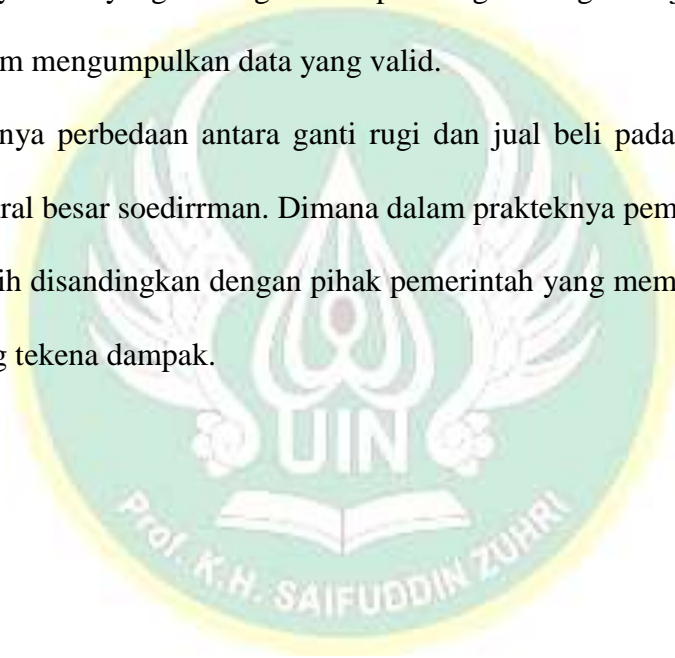 m mengumpulkan data yang valid.
nya perbedaan antara ganti rugi dan jual beli pada
ral besar soedirrman. Dimana dalam prakteknya pem
ih disandingkan dengan pihak pemerintah yang mem
g tekena dampak.
UIN
Prof. K.H. SAIFUDDIN ZUHRI